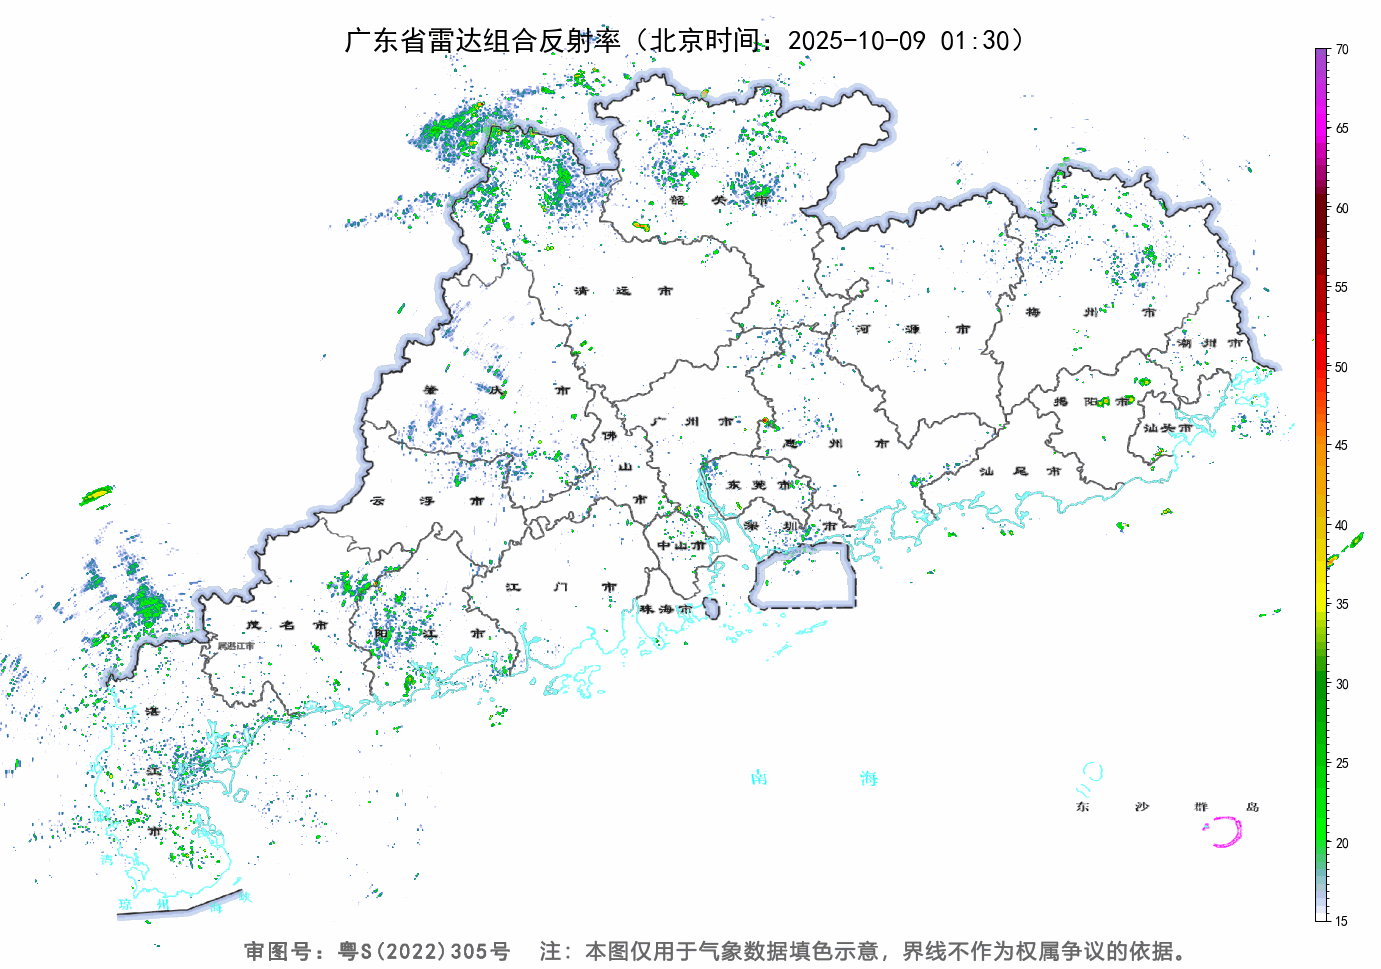 广东省雷达组合反射率（北京时间：2025-10-09 01:30）
70
65
60
55
50
45
40
35
30
25
20
15
韶关市
清远市
河源市
梅州市
潮州市
肇庆市
广州市
揭阳市
汕头市
佛山市
惠州市
汕尾市
云浮市
东莞市
深圳市
中山市
江门市
珠海市
茂名市
阳江市
属湛江市
湛江市
南海
东沙群岛
湾
琼州海峡
审图号：粤S(2022)305号 注：本图仅用于气象数据填色示意，界线不作为权属争议的依据。